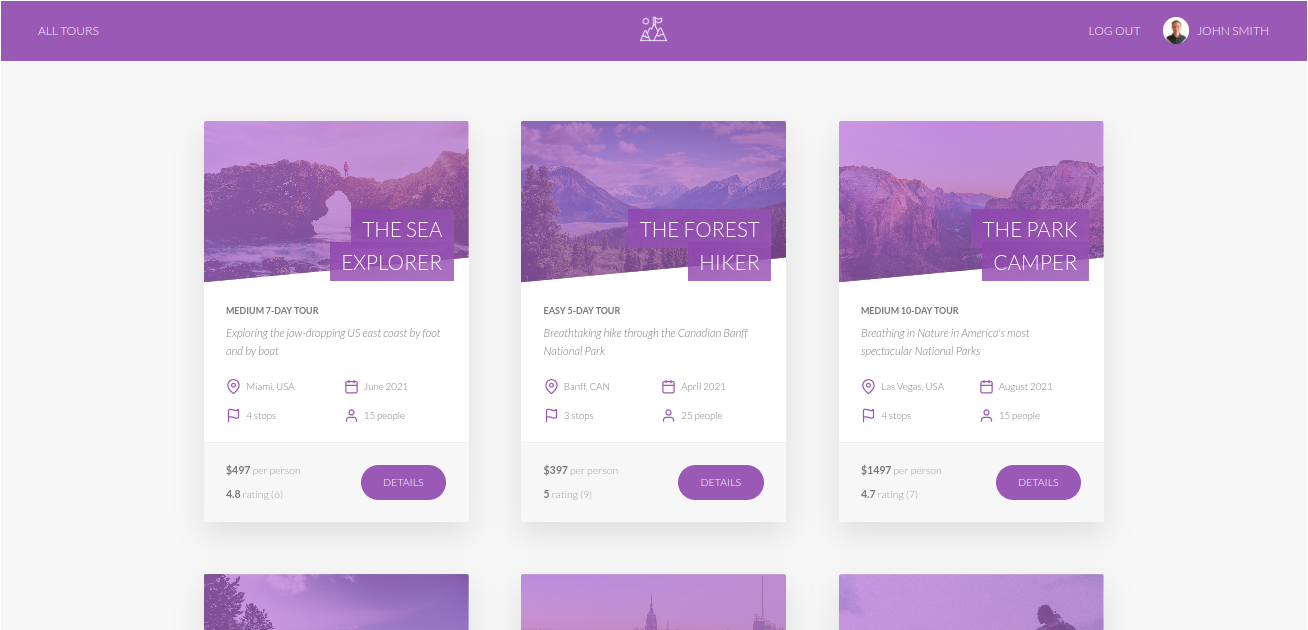 ALL TOURS
LOG OUT
JOHN SMITH
THE SEA
EXPLORER
MEDIUM 7-DAY TOUR
Exploring the jaw-dropping US east coast by foot
and by boat
Miami, USA
June 2021
4 stops
15 people
$497 per person
4.8 rating (6)
DETAILS
THE FOREST
HIKER
EASY 5-DAY TOUR
Breathtaking hike through the Canadian Banff
National Park
Banff, CAN
April 2021
3 stops
25 people
$397 per person
5 rating (9)
DETAILS
THE PARK
CAMPER
MEDIUM 10-DAY TOUR
Breathing in Nature in America's most
spectacular National Parks
Las Vegas, USA
August 2021
4 stops
15 people
$1497 per person
4.7 rating (7)
DETAILS